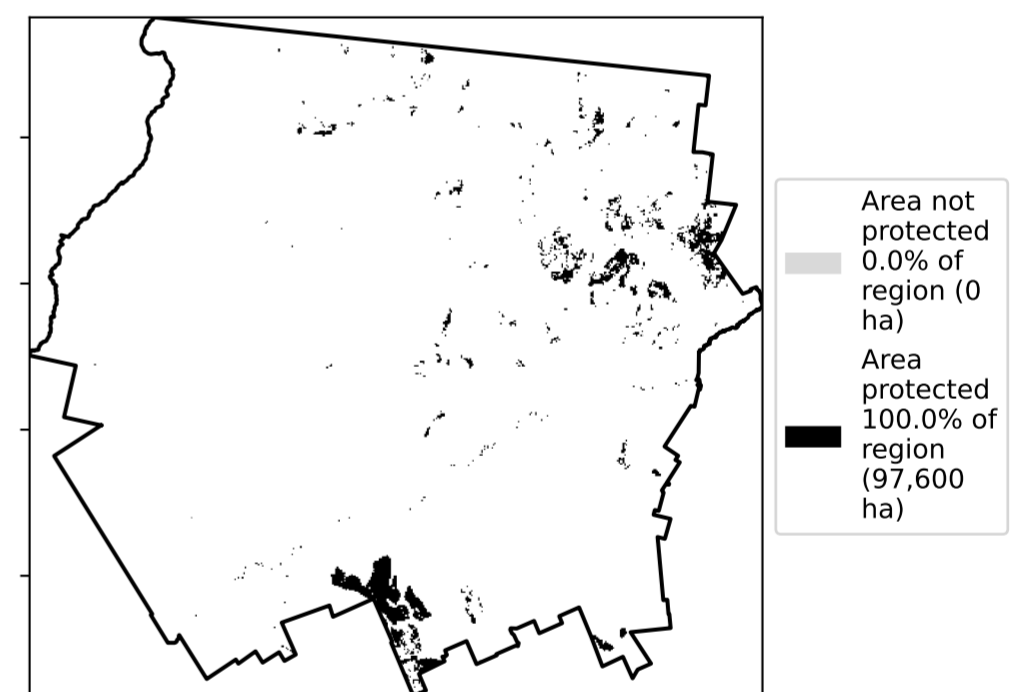 Area not
protected
0.0% of
region (0
ha)
Area
protected
100.0% of
region
(97,600
ha)